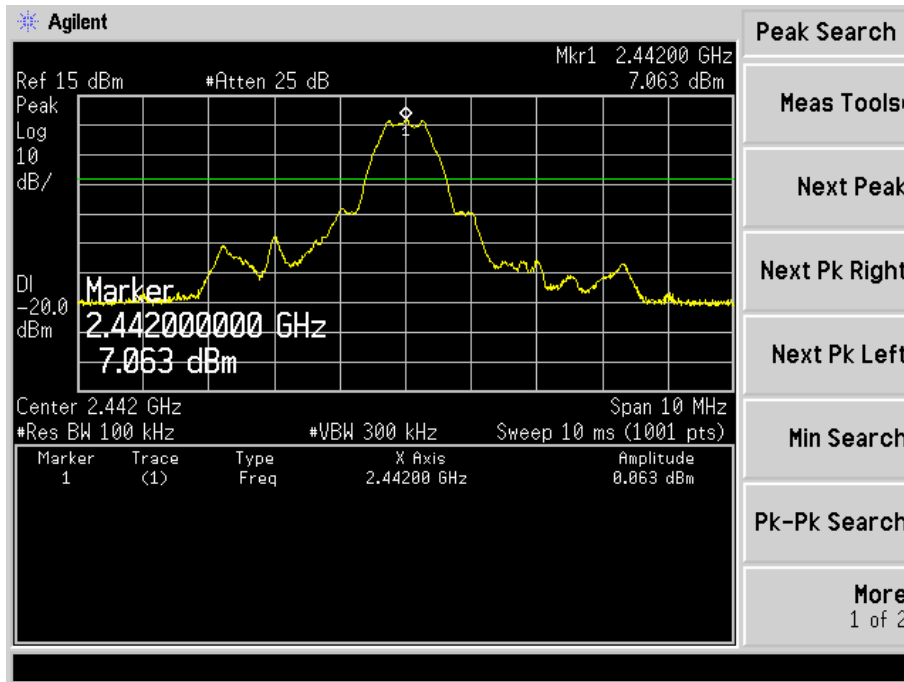 Agilent
Peak Search
Mkr1 2.44200 GHz
Ref 15 dBm #Atten 25 dB 7.063 dBm
Peak
Log
10
dB/
1
DI
-20.0
dBm
Marker
2.442000000 GHz
7.063 dBm
Center 2.442 GHz Span 10 MHz
#Res BW 100 kHz #VBW 300 kHz Sweep 10 ms (1001 pts)
Marker Trace Type X Axis Amplitude
1 (1) Freq 2.44200 GHz 0.063 dBm
Meas Tools
Next Peak
Next Pk Right
Next Pk Left
Min Search
Pk-Pk Search
More
1 of 2